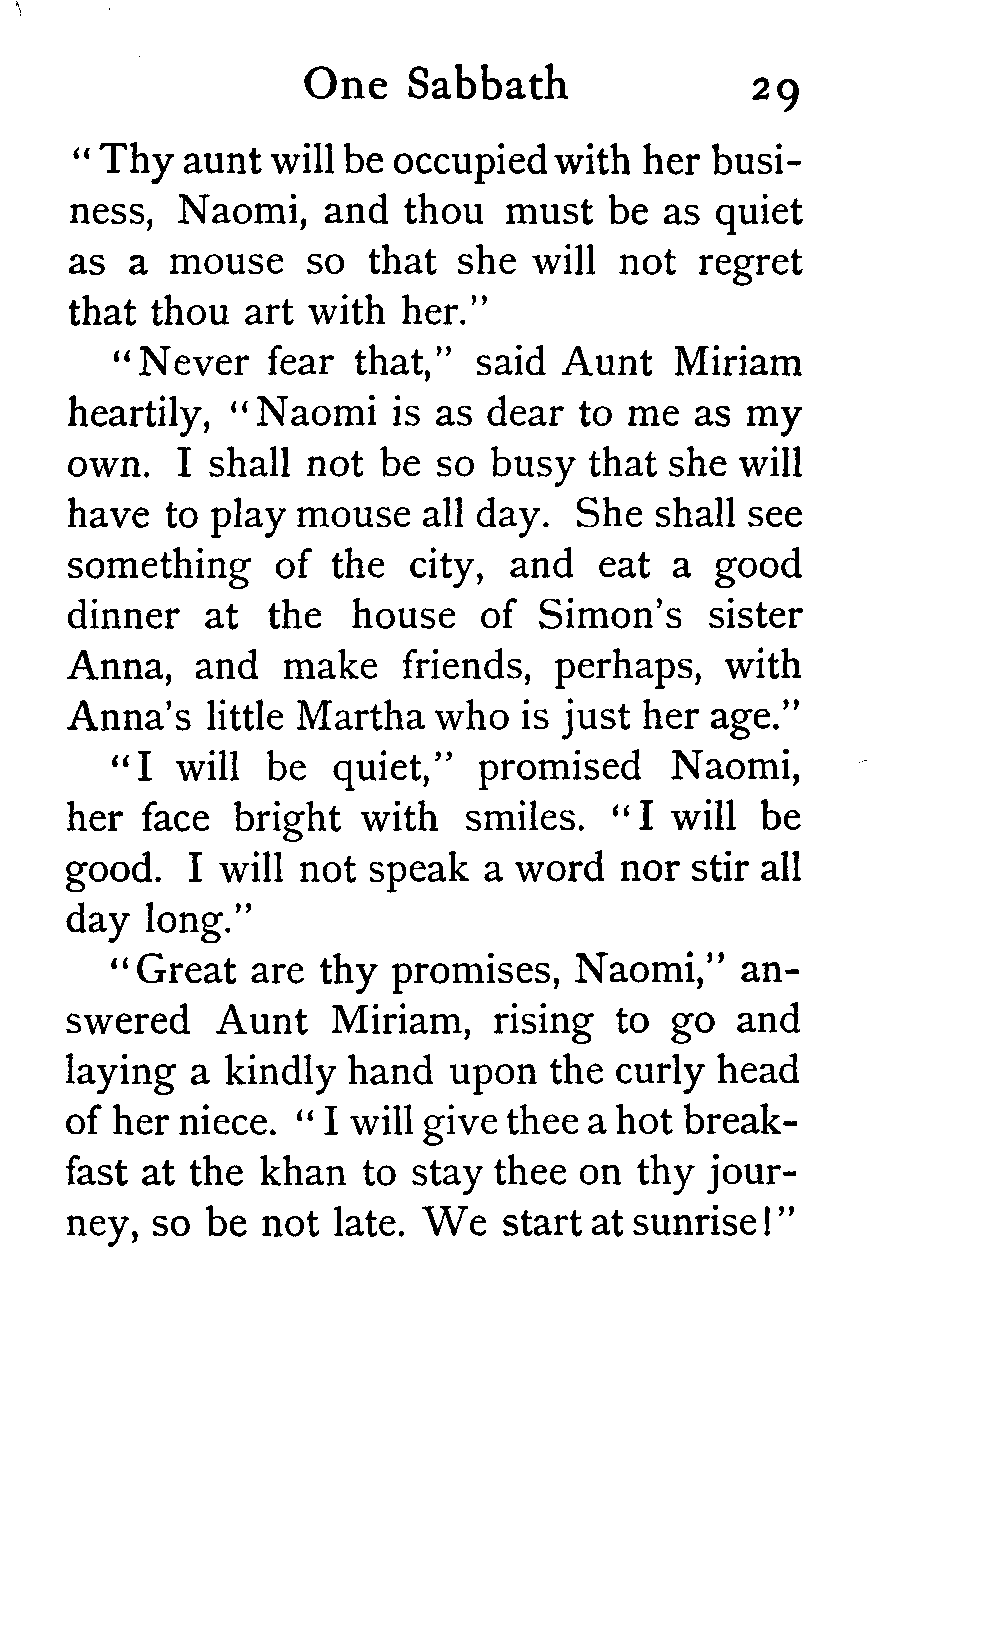 One Sabbath 29
"Thy aunt will be occupied with her busi-
ness, Naomi, and thou must be as quiet
as a mouse so that she will not regret
that thou art with her."
"Never fear that," said Aunt Miriam
heartily, "Naomi is as dear to me as my
own. I shall not be so busy that she will
have to play mouse all day. She shall see
something of the city, and eat a good
dinner at the house of Simon's sister
Anna, and make friends, perhaps, with
Anna's little Martha who is just her age."
"I will be quiet," promised Naomi,
her face bright with smiles. "I will be
good. I will not speak a word nor stir all
day long."
"Great are thy promises, Naomi," an-
swered Aunt Miriam, rising to go and
laying a kindly hand upon the curly head
of her niece. "I will give thee a hot break-
fast at the khan to stay thee on thy jour-
ney, so be not late. We start at sunrise!"